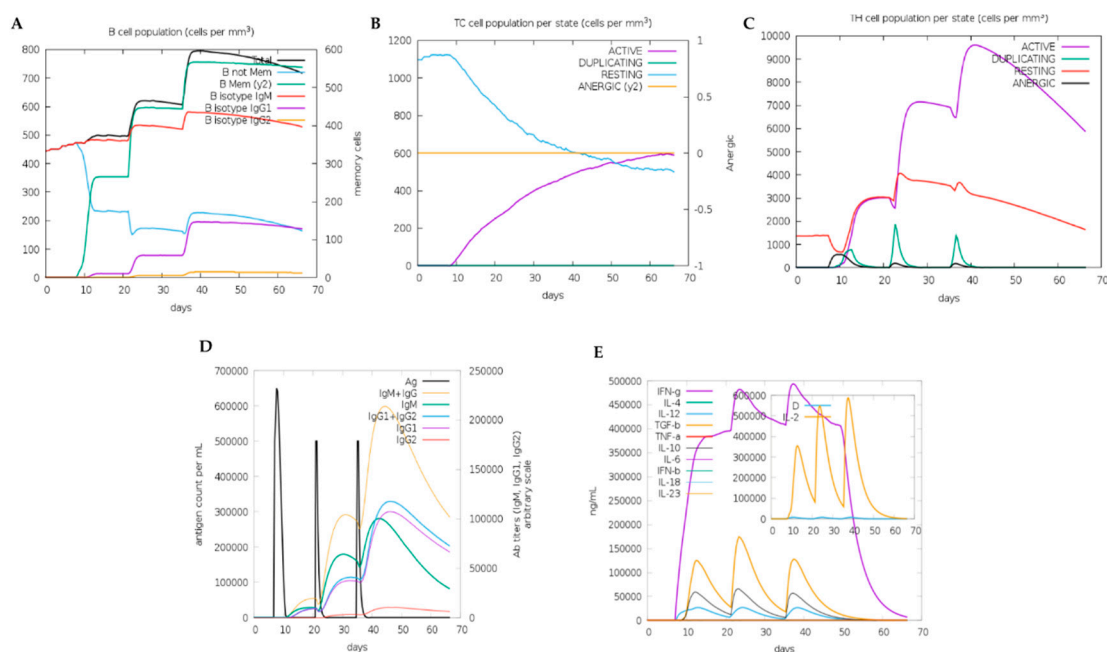 A
B cell population (cells per mm³)
800
700
600
500
400
300
200
100
0
600
500
400
300
200
100
0
0 10 20 30 40 50 60 70
days
memory cells
Total
B not Mem
B Mem (y2)
B isotype IgM
B isotype IgG1
B isotype IgG2
B
TC cell population per state (cells per mm³)
1200
1000
800
600
400
200
0
1
0.5
0
-0.5
-1
0 10 20 30 40 50 60 70
days
Anergic
ACTIVE
DUPLICATING
RESTING
ANERGIC (y2)
C
TH cell population per state (cells per mm³)
10000
9000
8000
7000
6000
5000
4000
3000
2000
1000
0
0 10 20 30 40 50 60 70
days
ACTIVE
DUPLICATING
RESTING
ANERGIC
D
antigen count per mL
700000
600000
500000
400000
300000
200000
100000
0
250000
200000
150000
100000
50000
0
0 10 20 30 40 50 60 70
days
Ab titers (IgM, IgG1, IgG2)
arbitrary scale
Ag
IgM+IgG
IgM
IgG1+IgG2
IgG1
IgG2
E
ng/mL
500000
450000
400000
350000
300000
250000
200000
150000
100000
50000
0
0 10 20 30 40 50 60 70
days
IFN-g
IL-4
IL-12
TGF-b
TNF-a
IL-10
IL-6
IFN-b
IL-18
IL-23
600000
500000
400000
300000
200000
100000
0
0 10 20 30 40 50 60 70
D
IL-2